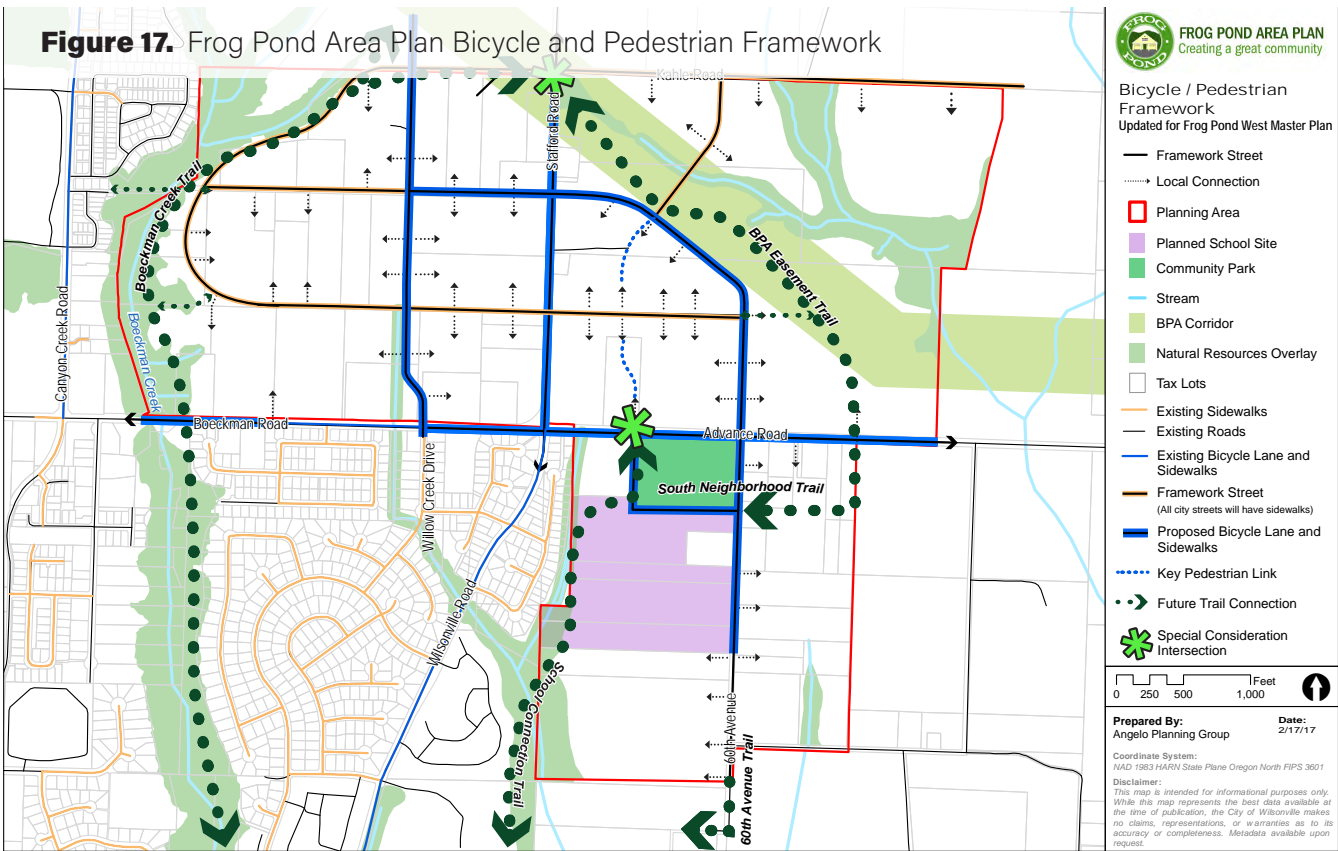 Figure 17. Frog Pond Area Plan Bicycle and Pedestrian Framework
Kahle Road
Stafford Road
Boeckman Creek Trail
BPA Easement Trail
Canyon Creek Road
Boeckman Creek
Boeckman Road
Advance Road
South Neighborhood Trail
Willow Creek Drive
Wilsonville Road
School Connection Trail
60th Avenue
60th Avenue Trail
FROG
POND
FROG POND AREA PLAN
Creating a great community
Bicycle / Pedestrian
Framework
Updated for Frog Pond West Master Plan
Framework Street
Local Connection
Planning Area
Planned School Site
Community Park
Stream
BPA Corridor
Natural Resources Overlay
Tax Lots
Existing Sidewalks
Existing Roads
Existing Bicycle Lane and
Sidewalks
Framework Street
(All city streets will have sidewalks)
Proposed Bicycle Lane and
Sidewalks
Key Pedestrian Link
Future Trail Connection
Special Consideration
Intersection
Feet
0 250 500 1,000
Prepared By:
Angelo Planning Group
Date:
2/17/17
Coordinate System:
NAD 1983 HARN State Plane Oregon North FIPS 3601
Disclaimer:
This map is intended for informational purposes only.
While this map represents the best data available at
the time of publication, the City of Wilsonville makes
no claims, representations, or warranties as to its
accuracy or completeness. Metadata available upon
request.